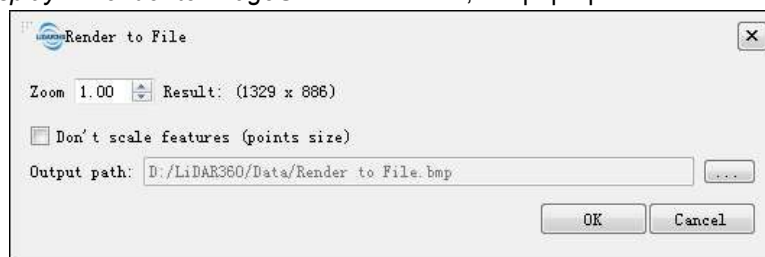 Render to File
Zoom 1.00 Result: (1329 x 886)
Don't scale features (points size)
Output path: D:/LiDAR360/Data/Render to File.bmp ...
OK Cancel